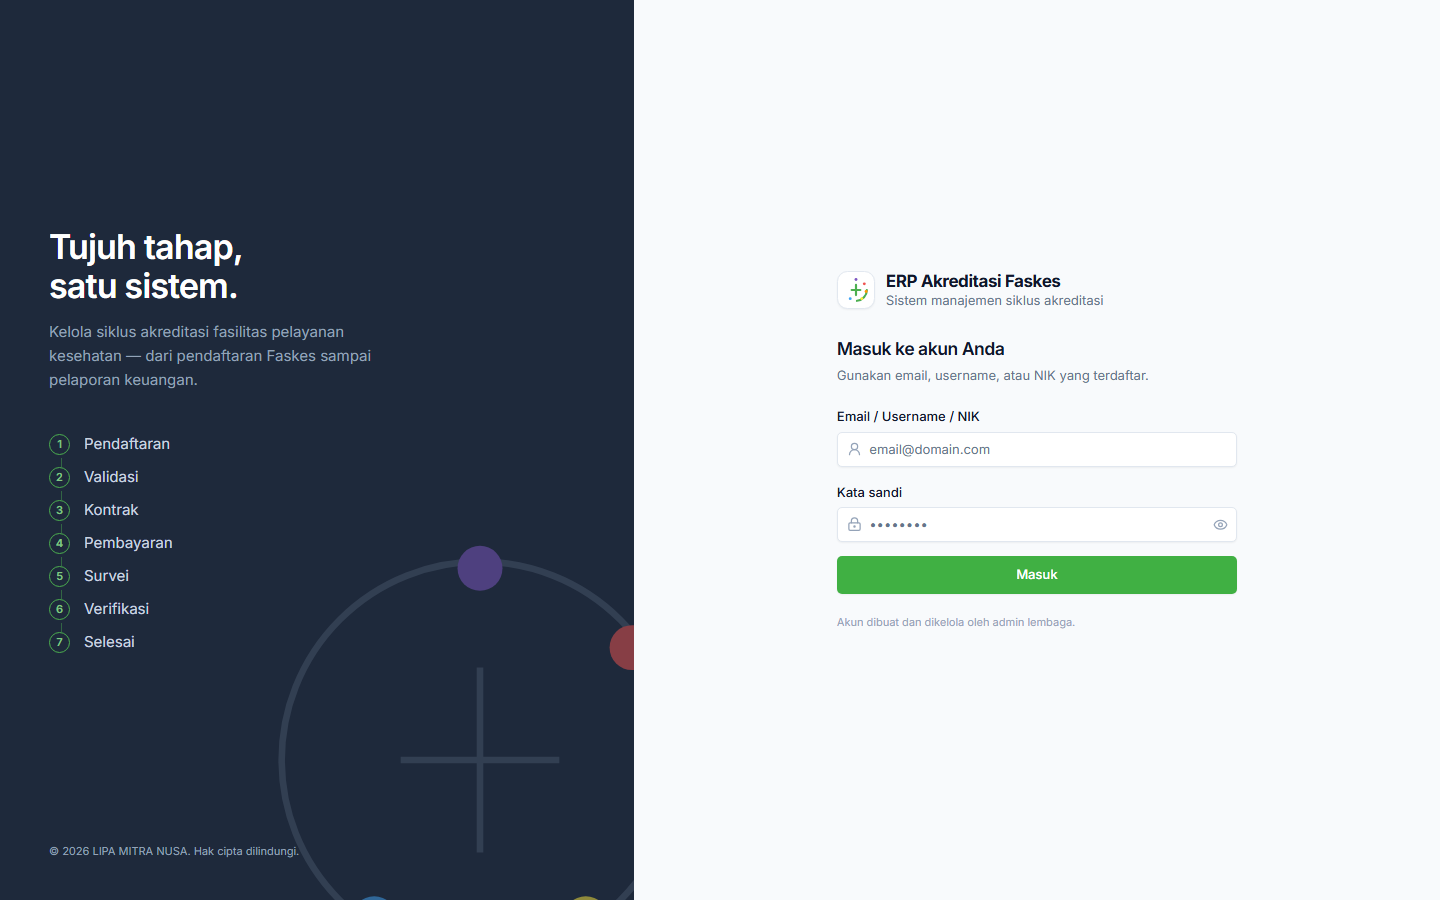 Tujuh tahap,
satu sistem.
Kelola siklus akreditasi fasilitas pelayanan
kesehatan — dari pendaftaran Faskes sampai
pelaporan keuangan.
1 Pendaftaran
2 Validasi
3 Kontrak
4 Pembayaran
5 Survei
6 Verifikasi
7 Selesai
© 2026 LIPA MITRA NUSA. Hak cipta dilindungi.
ERP Akreditasi Faskes
Sistem manajemen siklus akreditasi
Masuk ke akun Anda
Gunakan email, username, atau NIK yang terdaftar.
Email / Username / NIK
email@domain.com
Kata sandi
••••••••
Masuk
Akun dibuat dan dikelola oleh admin lembaga.